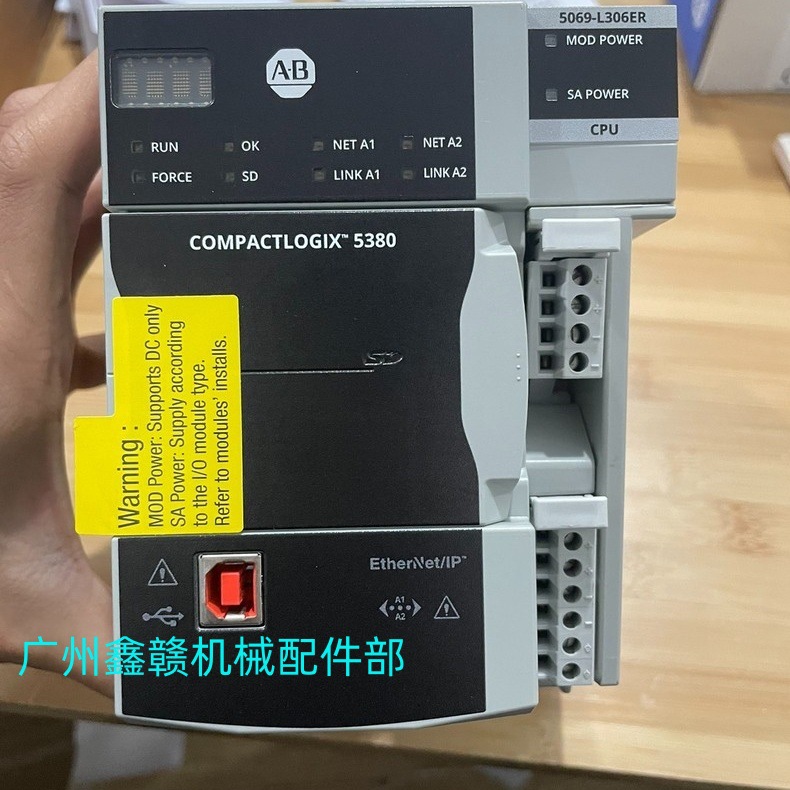 5069-L306ER
MOD POWER
SA POWER
CPU
A-B
RUN
OK
NET A1
NET A2
FORCE
SD
LINK A1
LINK A2
COMPACTLOGIX™ 5380
SD
Warning :
MOD Power: Supports DC only
SA Power: Supply according
to the I/O module type.
Refer to modules' installs.
EtherNet/IP™
A1
A2
广州鑫赣机械配件部